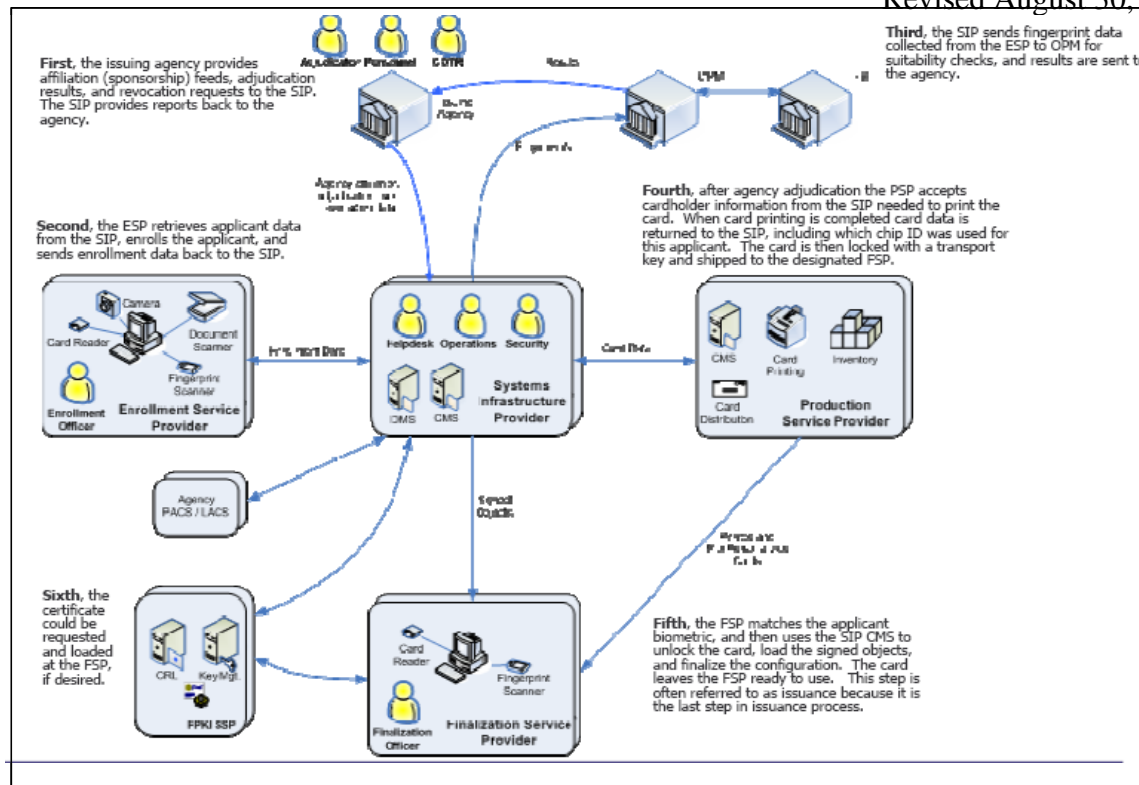 Revised August 30,
First, the issuing agency provides
affiliation (sponsorship) feeds, adjudication
results, and revocation requests to the SIP.
The SIP provides reports back to the
agency.
Adjudicator
Personnel
COTR
Results
OPM
Third, the SIP sends fingerprint data
collected from the ESP to OPM for
suitability checks, and results are sent to
the agency.
Agency
Fingerprints
Second, the ESP retrieves applicant data
from the SIP, enrolls the applicant, and
sends enrollment data back to the SIP.
Fourth, after agency adjudication the PSP accepts
cardholder information from the SIP needed to print the
card. When card printing is completed card data is
returned to the SIP, including which chip ID was used for
this applicant. The card is then locked with a transport
key and shipped to the designated FSP.
Camera
Card Reader
Document
Scanner
Fingerprint
Scanner
Enrollment
Officer
Enrollment Service
Provider
Enrollment Data
Helpdesk
Operations
Security
IDMS
CMS
Systems
Infrastructure
Provider
Card Data
CMS
Card
Printing
Inventory
Card
Distribution
Production
Service Provider
Agency
PACS / LACS
Signed
Objects
Printed and
Cards
Sixth, the
certificate
could be
requested
and loaded
at the FSP,
if desired.
CRL
Key Mgt.
FPKI SSP
Card
Reader
Fingerprint
Scanner
Finalization
Officer
Finalization Service
Provider
Fifth, the FSP matches the applicant
biometric, and then uses the SIP CMS to
unlock the card, load the signed objects,
and finalize the configuration. The card
leaves the FSP ready to use. This step is
often referred to as issuance because it is
the last step in issuance process.